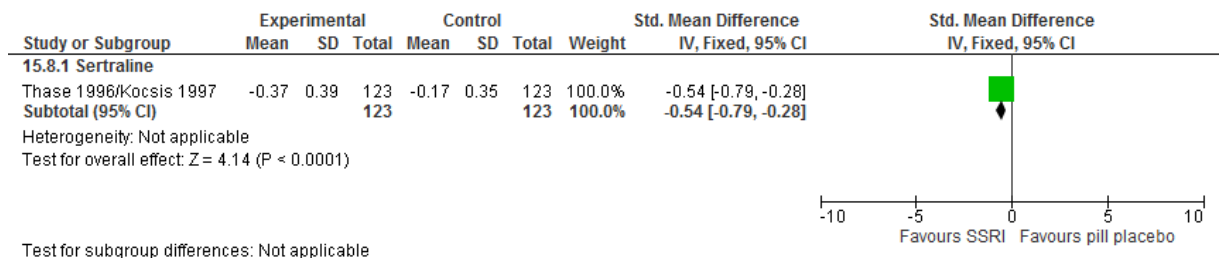 Experimental Control Std. Mean Difference Std. Mean Difference
Study or Subgroup Mean SD Total Mean SD Total Weight IV, Fixed, 95% CI IV, Fixed, 95% CI
15.8.1 Sertraline
Thase 1996/Kocsis 1997 -0.37 0.39 123 -0.17 0.35 123 100.0% -0.54 [-0.79, -0.28]
Subtotal (95% CI) 123 123 100.0% -0.54 [-0.79, -0.28]
Heterogeneity: Not applicable
Test for overall effect: Z = 4.14 (P < 0.0001)
-10 -5 0 5 10
Favours SSRI Favours pill placebo
Test for subgroup differences: Not applicable